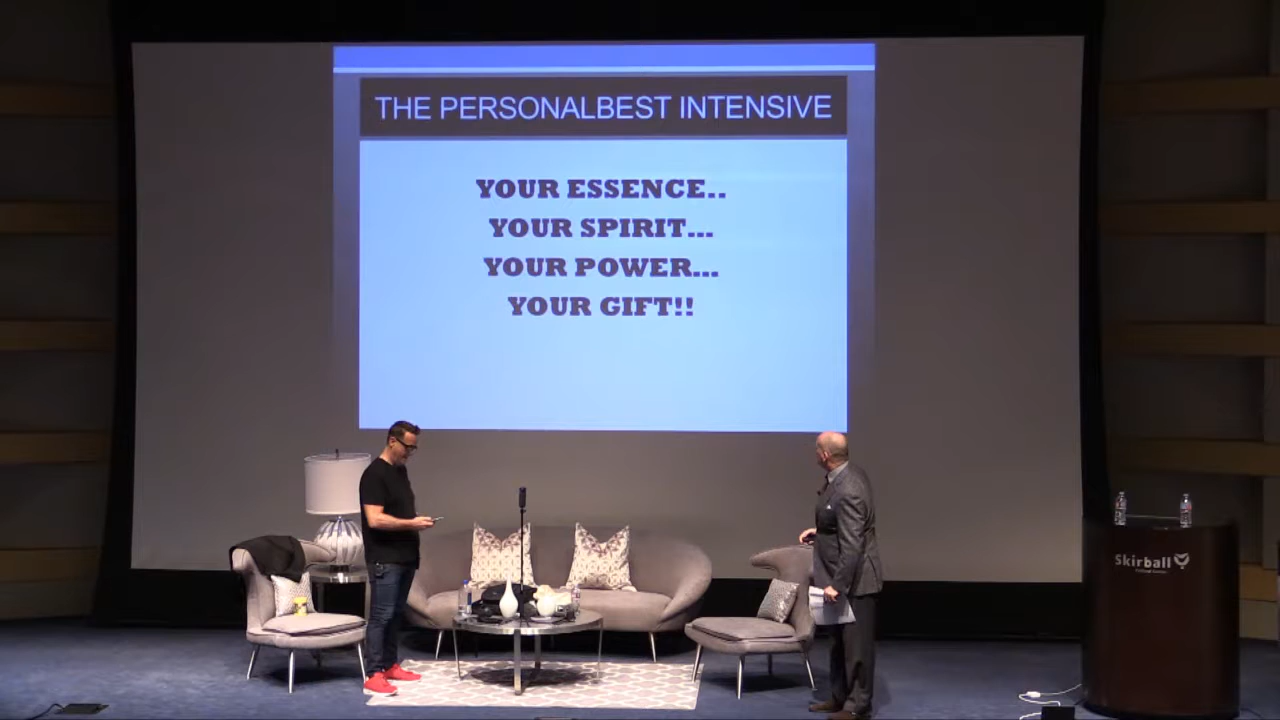 THE PERSONALBEST INTENSIVE
YOUR ESSENCE..
YOUR SPIRIT...
YOUR POWER...
YOUR GIFT!!
Skirball